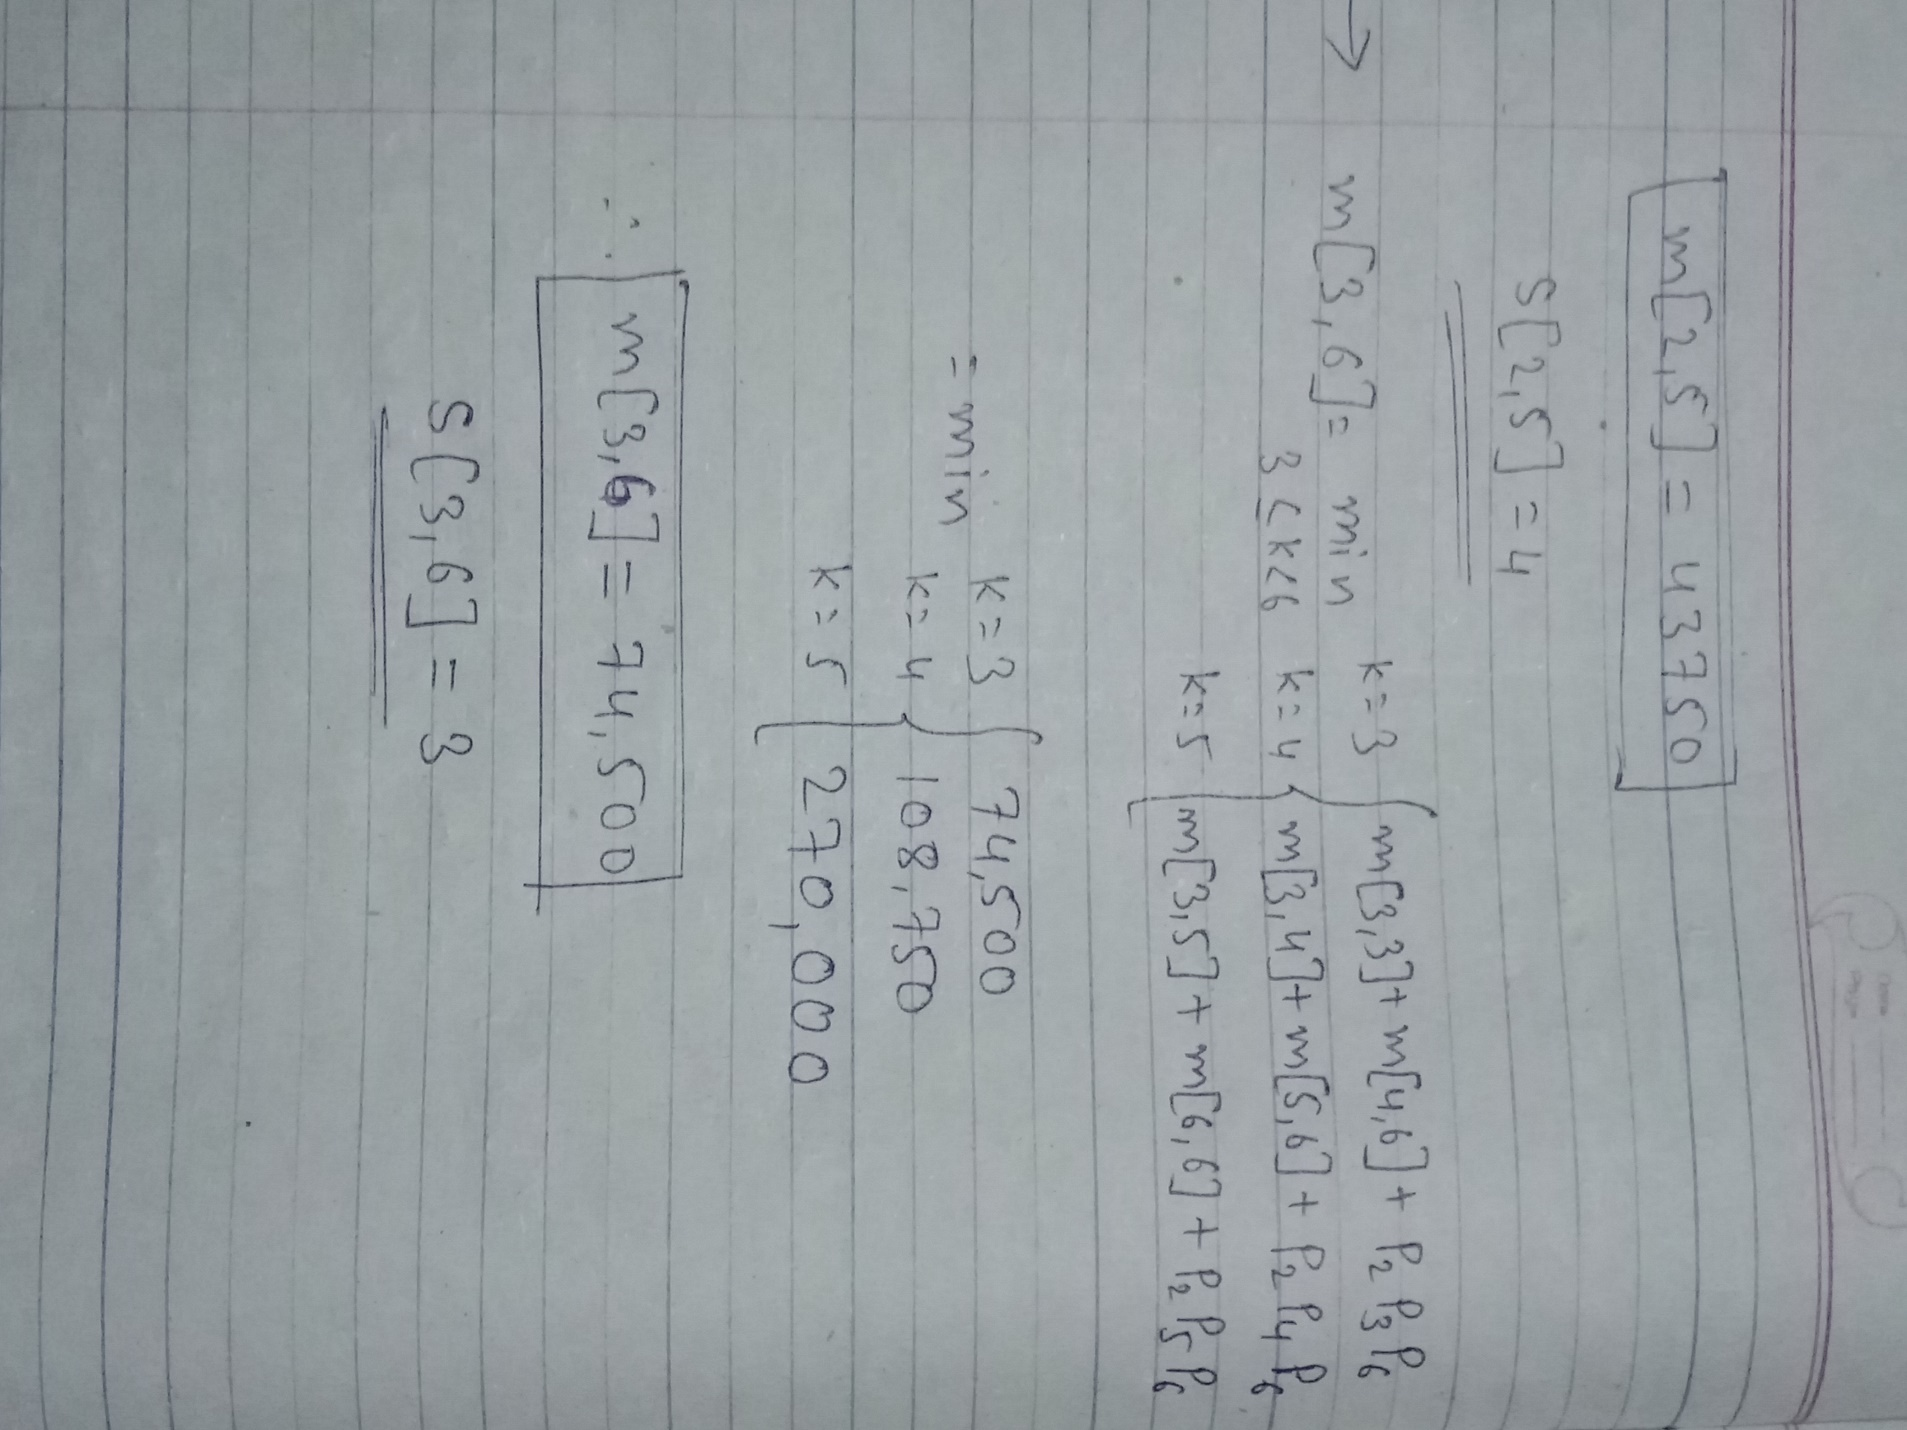 m[2,5] = 43750
S[2,5] = 4
→ m[3,6] = min k=3 { m[3,3] + m[4,6] + P₂ P₃ P₆
3≤k<6 k=4 { m[3,4] + m[5,6] + P₂ P₄ P₆
k=5 { m[3,5] + m[6,6] + P₂ P₅ P₆
= min k=3 { 74,500
k=4 { 108,750
k=5 { 270,000
∴ m[3,6] = 74,500
S[3,6] = 3